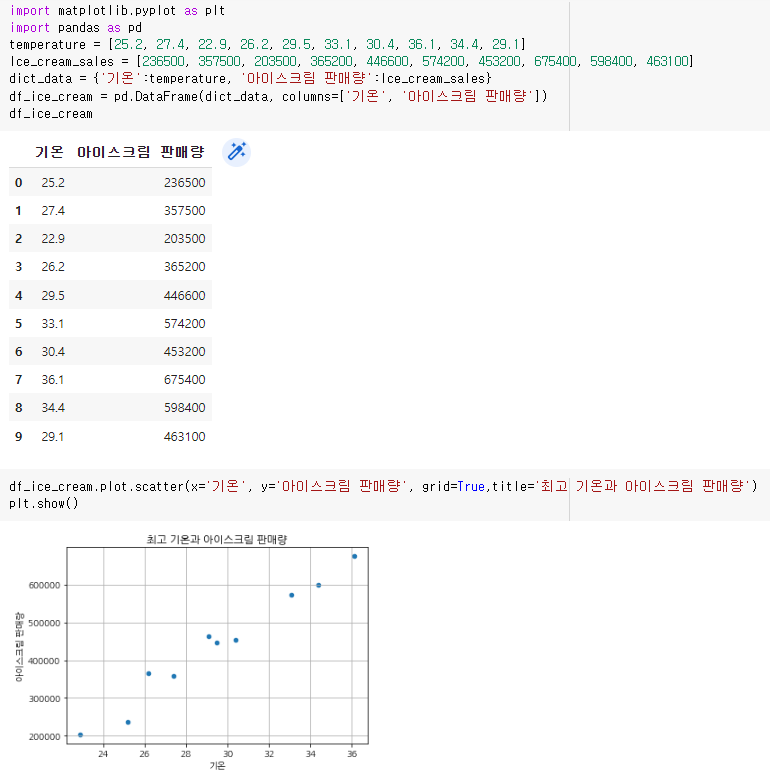 import matplotlib.pyplot as plt
import pandas as pd
temperature = [25.2, 27.4, 22.9, 26.2, 29.5, 33.1, 30.4, 36.1, 34.4, 29.1]
Ice_cream_sales = [236500, 357500, 203500, 365200, 446600, 574200, 453200, 675400, 598400, 463100]
dict_data = {'기온':temperature, '아이스크림 판매량':Ice_cream_sales}
df_ice_cream = pd.DataFrame(dict_data, columns=['기온', '아이스크림 판매량'])
df_ice_cream
기온 아이스크림 판매량
0 25.2 236500
1 27.4 357500
2 22.9 203500
3 26.2 365200
4 29.5 446600
5 33.1 574200
6 30.4 453200
7 36.1 675400
8 34.4 598400
9 29.1 463100
df_ice_cream.plot.scatter(x='기온', y='아이스크림 판매량', grid=True,title='최고 기온과 아이스크림 판매량')
plt.show()
최고 기온과 아이스크림 판매량
아이스크림 판매량
600000
500000
400000
300000
200000
24 26 28 30 32 34 36
기온